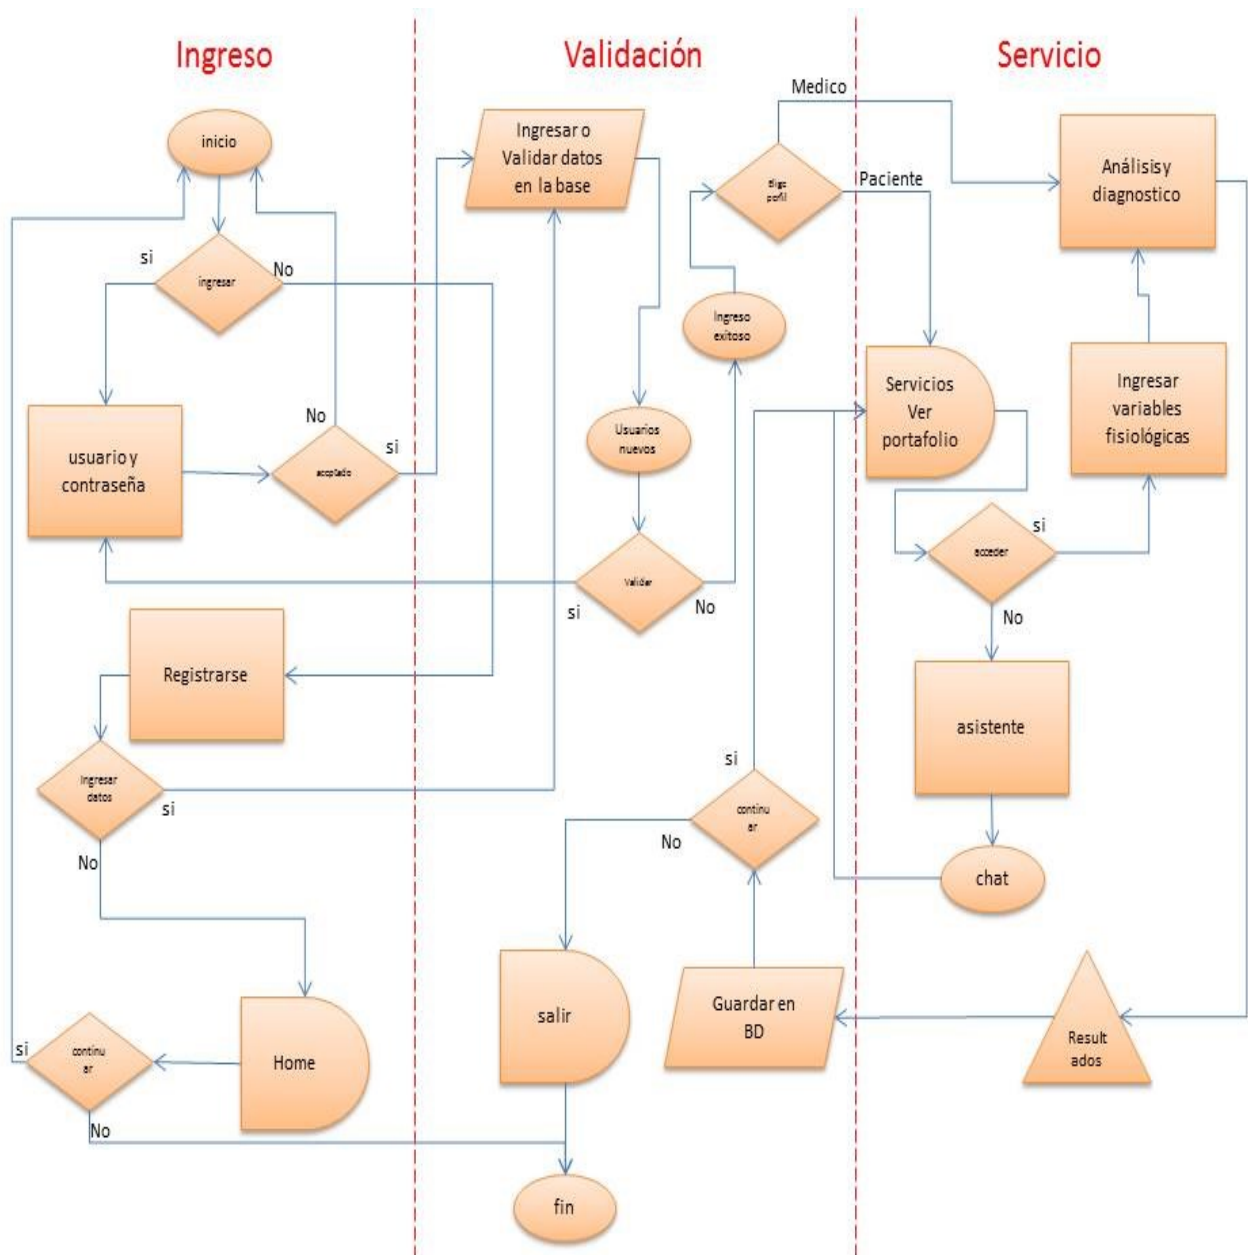 Ingreso
Validación
Servicio
inicio
ingresar
si
No
usuario y
contraseña
aceptado
No
si
Registrarse
Ingresar
datos
si
No
Home
continu
ar
si
No
Ingresar o
Validar datos
en la base
Usuarios
nuevos
Validar
si
No
Ingreso
exitoso
Elige
perfil
Medico
Paciente
continu
ar
si
No
salir
Guardar en
BD
fin
Análisis y
diagnostico
Servicios
Ver
portafolio
Ingresar
variables
fisiológicas
acceder
si
No
asistente
chat
Result
ados